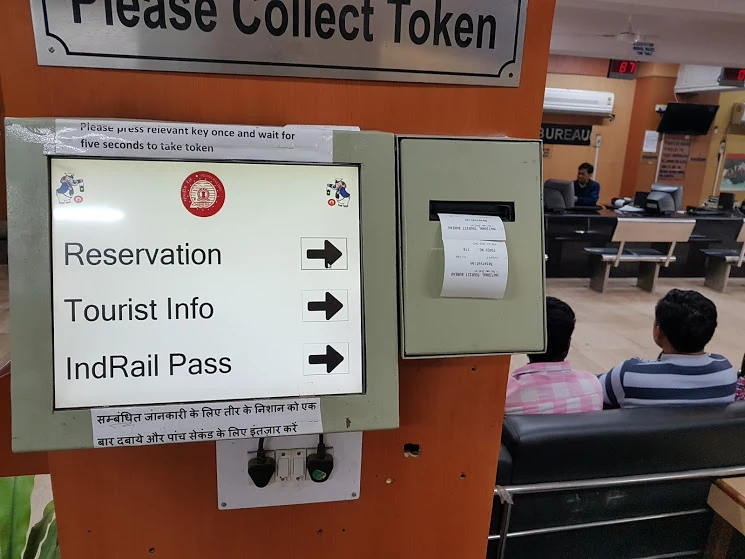 Please Collect Token
Please press relevant key once and wait for
five seconds to take token
Reservation
Tourist Info
IndRail Pass
सम्बंधित जानकारी के लिए तीर के निशान को एक
बार दबाये और पांच सेकंड के लिए इंतज़ार करें
BUREAU
87